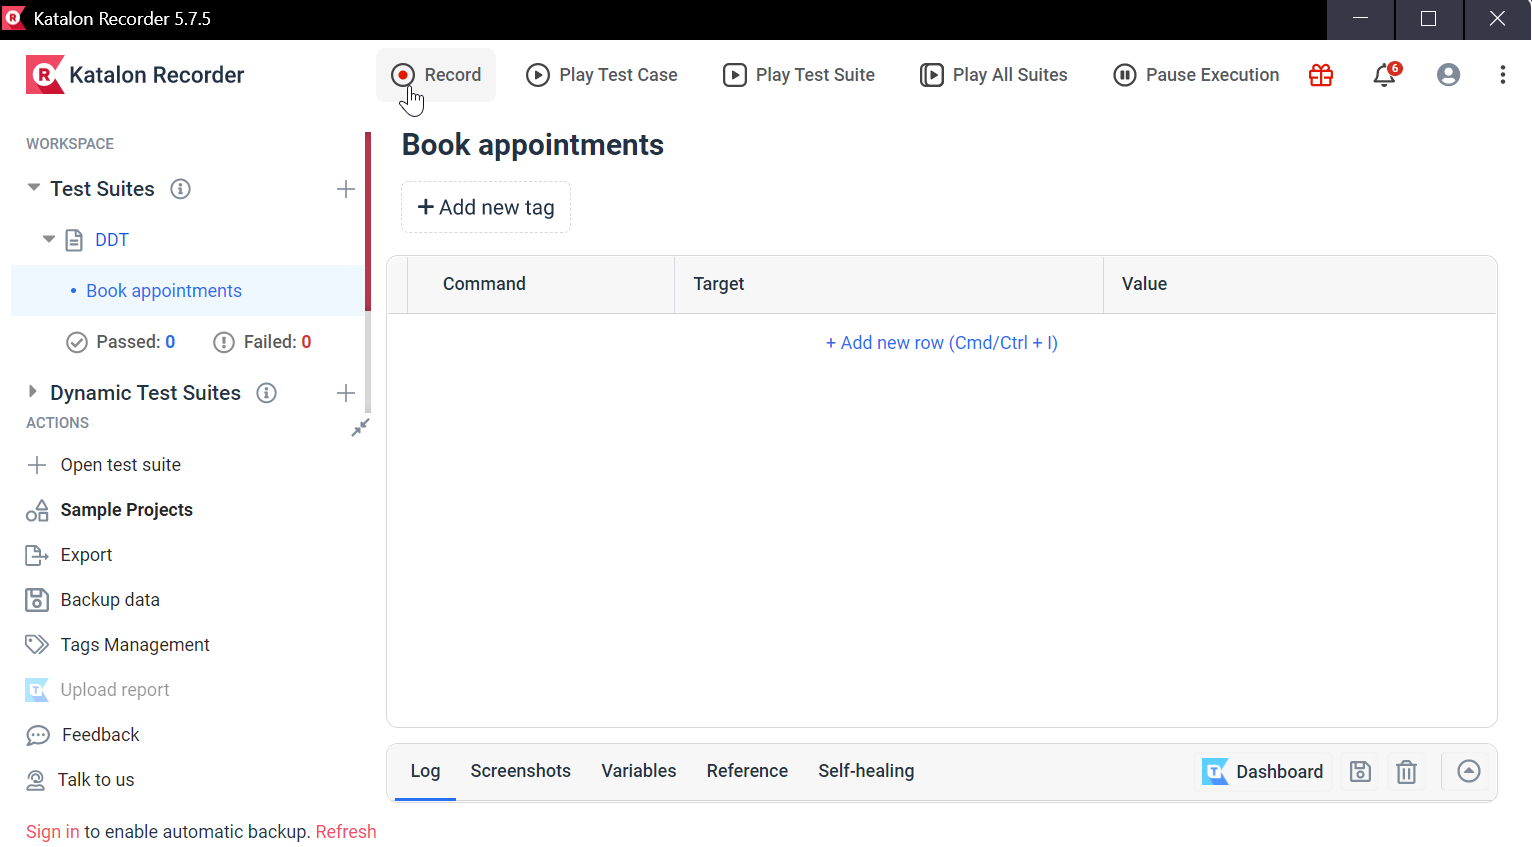 Katalon Recorder 5.7.5
Katalon Recorder
Record
Play Test Case
Play Test Suite
Play All Suites
Pause Execution
6
WORKSPACE
Test Suites
DDT
Book appointments
Passed: 0
Failed: 0
Dynamic Test Suites
ACTIONS
Open test suite
Sample Projects
Export
Backup data
Tags Management
Upload report
Feedback
Talk to us
Sign in to enable automatic backup. Refresh
Book appointments
+ Add new tag
Command
Target
Value
+ Add new row (Cmd/Ctrl + I)
Log
Screenshots
Variables
Reference
Self-healing
Dashboard